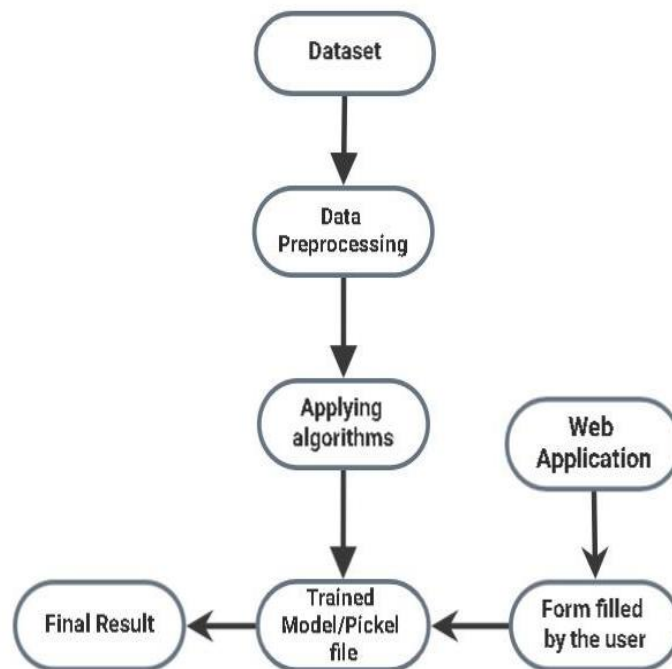 Dataset
Data
Preprocessing
Applying
algorithms
Web
Application
Final Result
Trained
Model/Pickel
file
Form filled
by the user